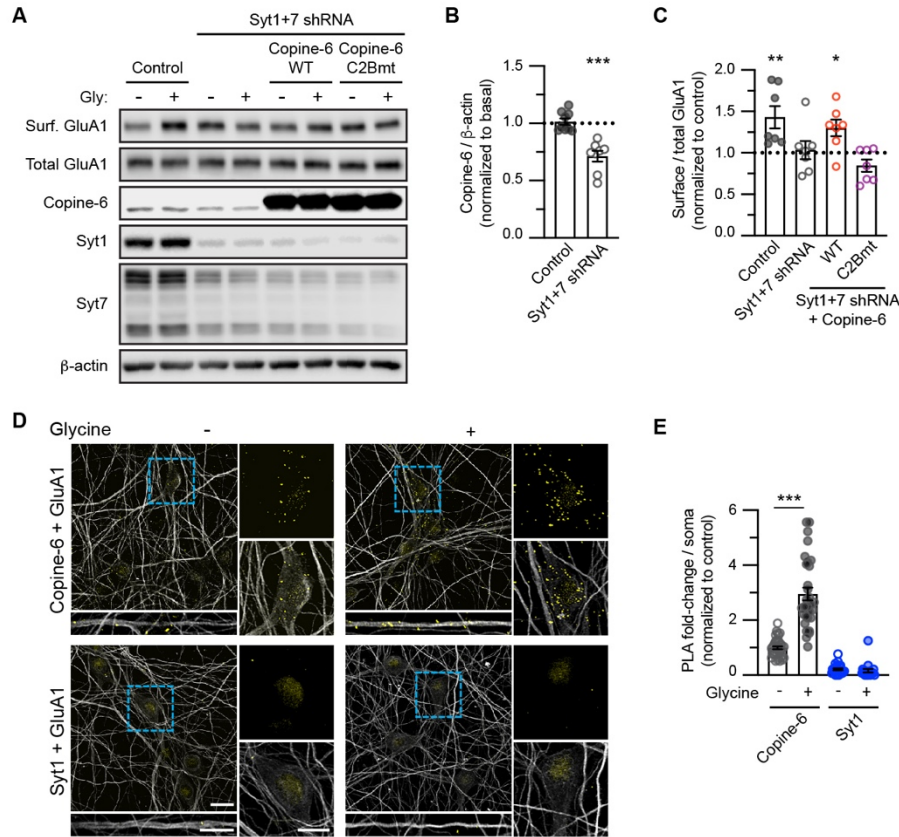 A
Syt1+7 shRNA
Control
Copine-6
WT
Copine-6
C2Bmt
Gly: - + - + - + - +
Surf. GluA1
Total GluA1
Copine-6
Syt1
Syt7
β-actin
B
***
Copine-6 / β-actin
(normalized to basal)
1.5
1.0
0.75
0.5
0.0
Control
Syt1+7 shRNA
C
** *
Surface / total GluA1
(normalized to control)
2.0
1.5
1.0
0.5
0.0
Control
Syt1+7 shRNA
WT
C2Bmt
Syt1+7 shRNA
+ Copine-6
D
Glycine - +
Copine-6 + GluA1
Syt1 + GluA1
E
***
PLA fold-change / soma
(normalized to control)
6
4
2
1
0
Glycine - + - +
Copine-6
Syt1